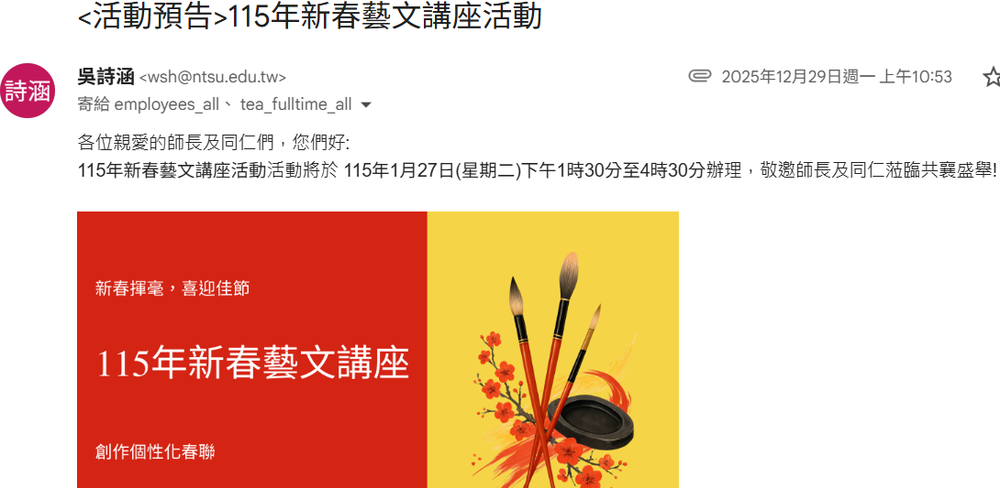 <活動預告>115年新春藝文講座活動
詩涵
吳詩涵 <wsh@ntsu.edu.tw>
2025年12月29日週一 上午10:53
寄給 employees_all、 tea_fulltime_all
各位親愛的師長及同仁們，您們好:
115年新春藝文講座活動活動將於 115年1月27日(星期二)下午1時30分至4時30分辦理，敬邀師長及同仁蒞臨共襄盛舉!
新春揮毫，喜迎佳節
115年新春藝文講座
創作個性化春聯